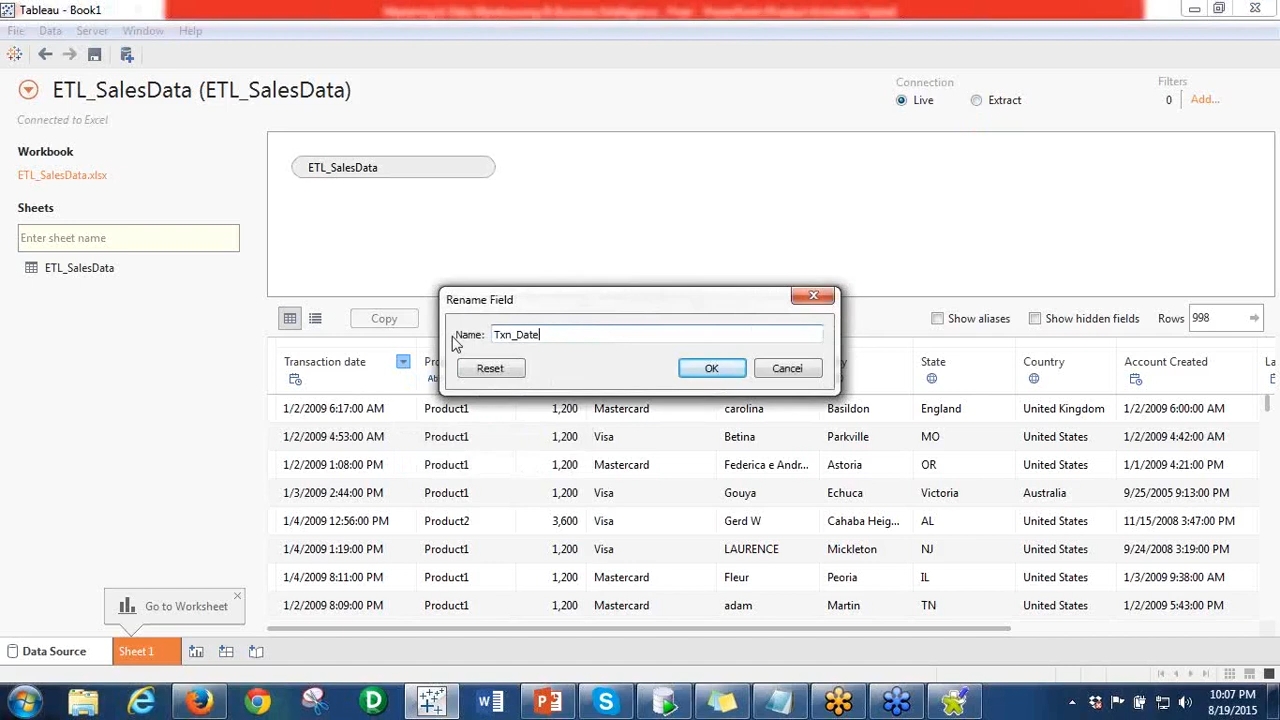 Tableau - Book1
File Data Server Window Help
ETL_SalesData (ETL_SalesData)
Connected to Excel
Connection
Live Extract
Filters
0 Add...
Workbook
ETL_SalesData.xlsx
Sheets
Enter sheet name
ETL_SalesData
ETL_SalesData
Rename Field
Name: Txn_Date
Reset OK Cancel
Copy
Show aliases Show hidden fields Rows 998
Transaction date State Country Account Created
Ab
1/2/2009 6:17:00 AM Product1 1,200 Mastercard carolina Basildon England United Kingdom 1/2/2009 6:00:00 AM
1/2/2009 4:53:00 AM Product1 1,200 Visa Betina Parkville MO United States 1/2/2009 4:42:00 AM
1/2/2009 1:08:00 PM Product1 1,200 Mastercard Federica e Andr... Astoria OR United States 1/1/2009 4:21:00 PM
1/3/2009 2:44:00 PM Product1 1,200 Visa Gouya Echuca Victoria Australia 9/25/2005 9:13:00 PM
1/4/2009 12:56:00 PM Product2 3,600 Visa Gerd W Cahaba Heig... AL United States 11/15/2008 3:47:00 PM
1/4/2009 1:19:00 PM Product1 1,200 Visa LAURENCE Mickleton NJ United States 9/24/2008 3:19:00 PM
1/4/2009 8:11:00 PM Product1 1,200 Mastercard Fleur Peoria IL United States 1/3/2009 9:38:00 AM
1/2/2009 8:09:00 PM Product1 1,200 Mastercard adam Martin TN United States 1/2/2009 5:43:00 PM
Go to Worksheet
Data Source Sheet 1
10:07 PM
8/19/2015